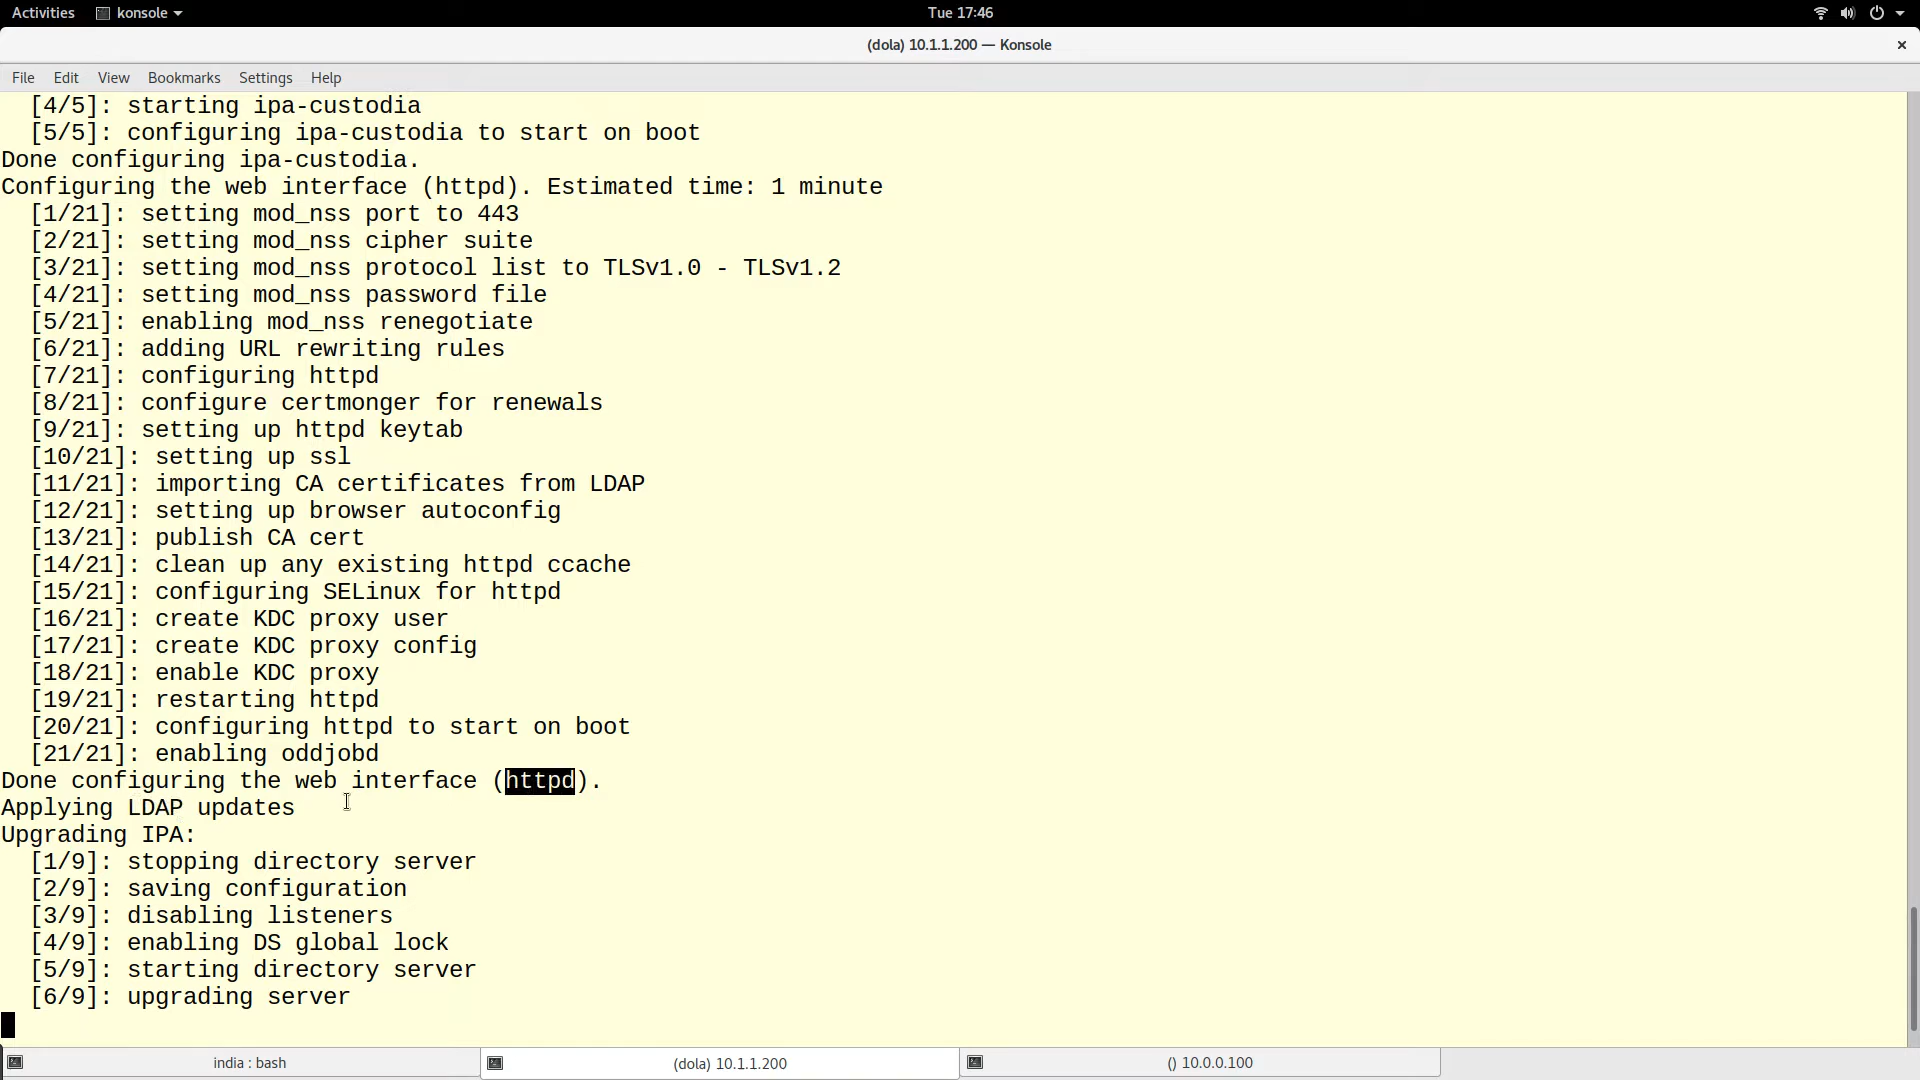 Activities konsole Tue 17:46
(dola) 10.1.1.200 — Konsole
File Edit View Bookmarks Settings Help
[4/5]: starting ipa-custodia
[5/5]: configuring ipa-custodia to start on boot
Done configuring ipa-custodia.
Configuring the web interface (httpd). Estimated time: 1 minute
[1/21]: setting mod_nss port to 443
[2/21]: setting mod_nss cipher suite
[3/21]: setting mod_nss protocol list to TLSv1.0 - TLSv1.2
[4/21]: setting mod_nss password file
[5/21]: enabling mod_nss renegotiate
[6/21]: adding URL rewriting rules
[7/21]: configuring httpd
[8/21]: configure certmonger for renewals
[9/21]: setting up httpd keytab
[10/21]: setting up ssl
[11/21]: importing CA certificates from LDAP
[12/21]: setting up browser autoconfig
[13/21]: publish CA cert
[14/21]: clean up any existing httpd ccache
[15/21]: configuring SELinux for httpd
[16/21]: create KDC proxy user
[17/21]: create KDC proxy config
[18/21]: enable KDC proxy
[19/21]: restarting httpd
[20/21]: configuring httpd to start on boot
[21/21]: enabling oddjobd
Done configuring the web interface (httpd).
Applying LDAP updates
Upgrading IPA:
[1/9]: stopping directory server
[2/9]: saving configuration
[3/9]: disabling listeners
[4/9]: enabling DS global lock
[5/9]: starting directory server
[6/9]: upgrading server
india : bash (dola) 10.1.1.200 () 10.0.0.100